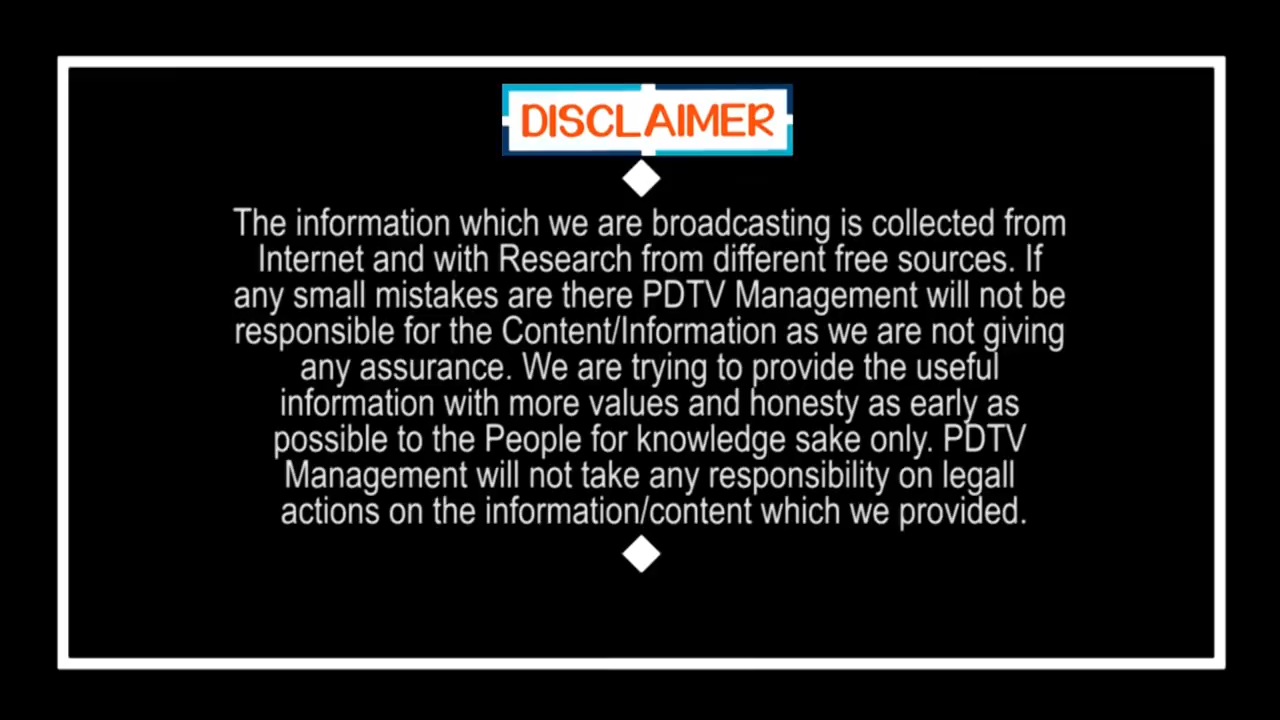 DISCLAIMER
The information which we are broadcasting is collected from
Internet and with Research from different free sources. If
any small mistakes are there PDTV Management will not be
responsible for the Content/Information as we are not giving
any assurance. We are trying to provide the useful
information with more values and honesty as early as
possible to the People for knowledge sake only. PDTV
Management will not take any responsibility on legall
actions on the information/content which we provided.